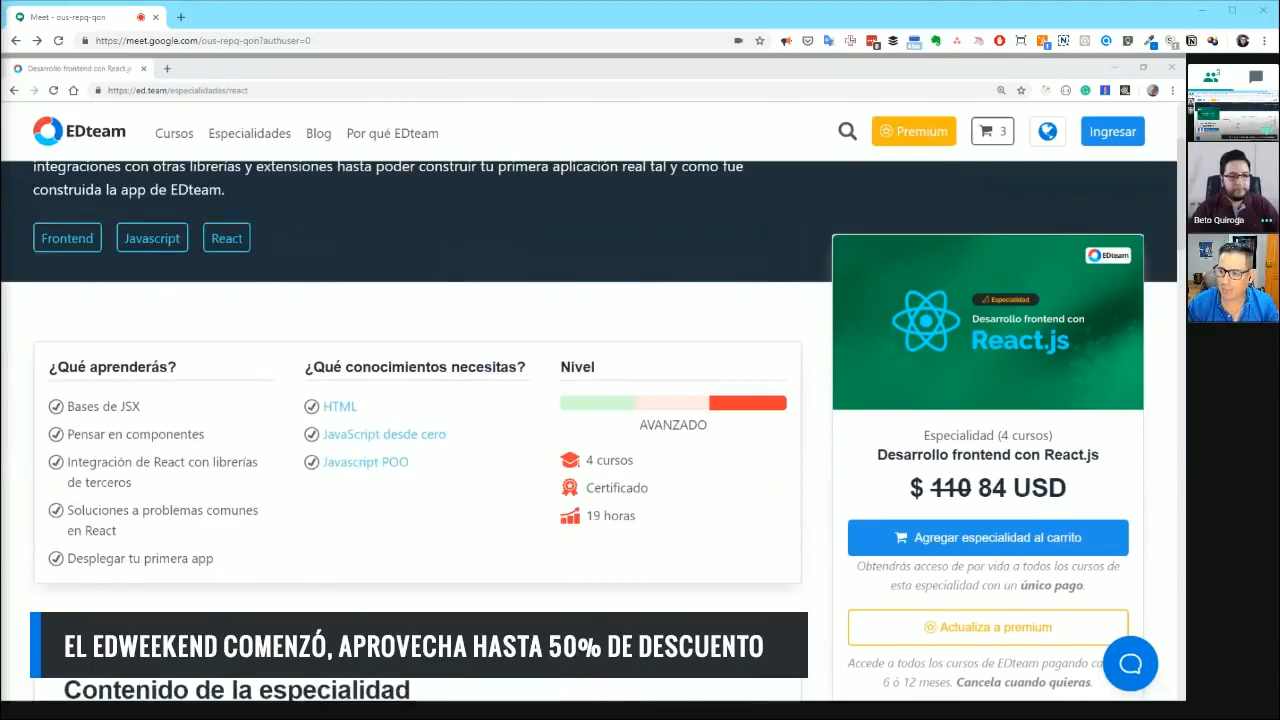 Meet - ous-repq-qon
https://meet.google.com/ous-repq-qon?authuser=0
Desarrollo frontend con React.js
https://ed.team/especialidades/react
EDteam
Cursos
Especialidades
Blog
Por qué EDteam
Premium
3
Ingresar
integraciones con otras librerías y extensiones hasta poder construir tu primera aplicación real tal y como fue
construida la app de EDteam.
Frontend
Javascript
React
¿Qué aprenderás?
Bases de JSX
Pensar en componentes
Integración de React con librerías
de terceros
Soluciones a problemas comunes
en React
Desplegar tu primera app
¿Qué conocimientos necesitas?
HTML
JavaScript desde cero
Javascript POO
Nivel
AVANZADO
4 cursos
Certificado
19 horas
EDteam
Especialidad
Desarrollo frontend con
React.js
Especialidad (4 cursos)
Desarrollo frontend con React.js
$ 110 84 USD
Agregar especialidad al carrito
Obtendrás acceso de por vida a todos los cursos de
esta especialidad con un único pago.
Actualiza a premium
Accede a todos los cursos de EDteam pagando
6 ó 12 meses. Cancela cuando quieras.
EL EDWEEKEND COMENZÓ, APROVECHA HASTA 50% DE DESCUENTO
Contenido de la especialidad
3
Beto Quiroga